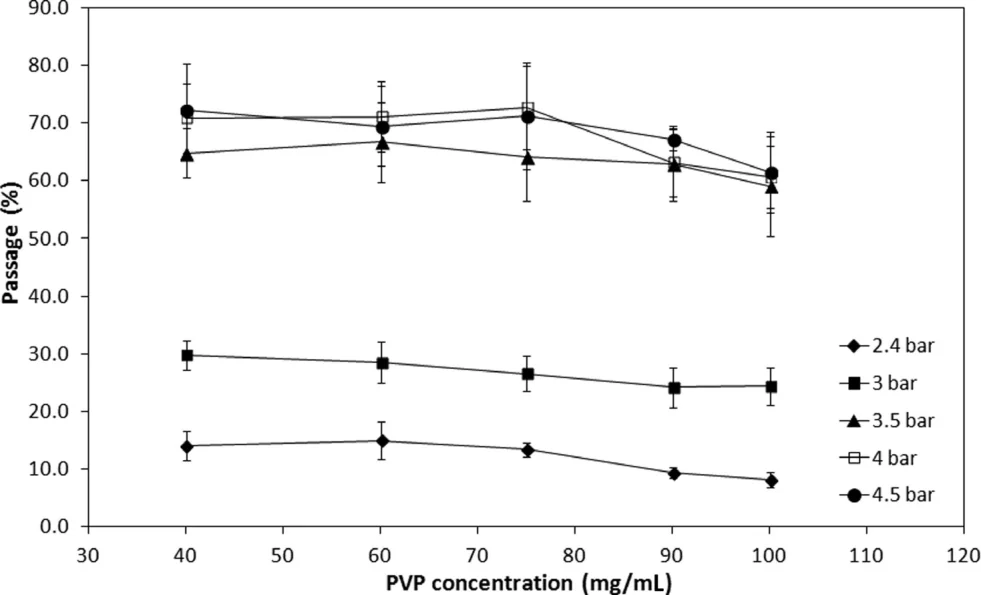 90.0
80.0
70.0
60.0
50.0
40.0
30.0
20.0
10.0
0.0
Passage (%)
30 40 50 60 70 80 90 100 110 120
PVP concentration (mg/mL)
2.4 bar
3 bar
3.5 bar
4 bar
4.5 bar